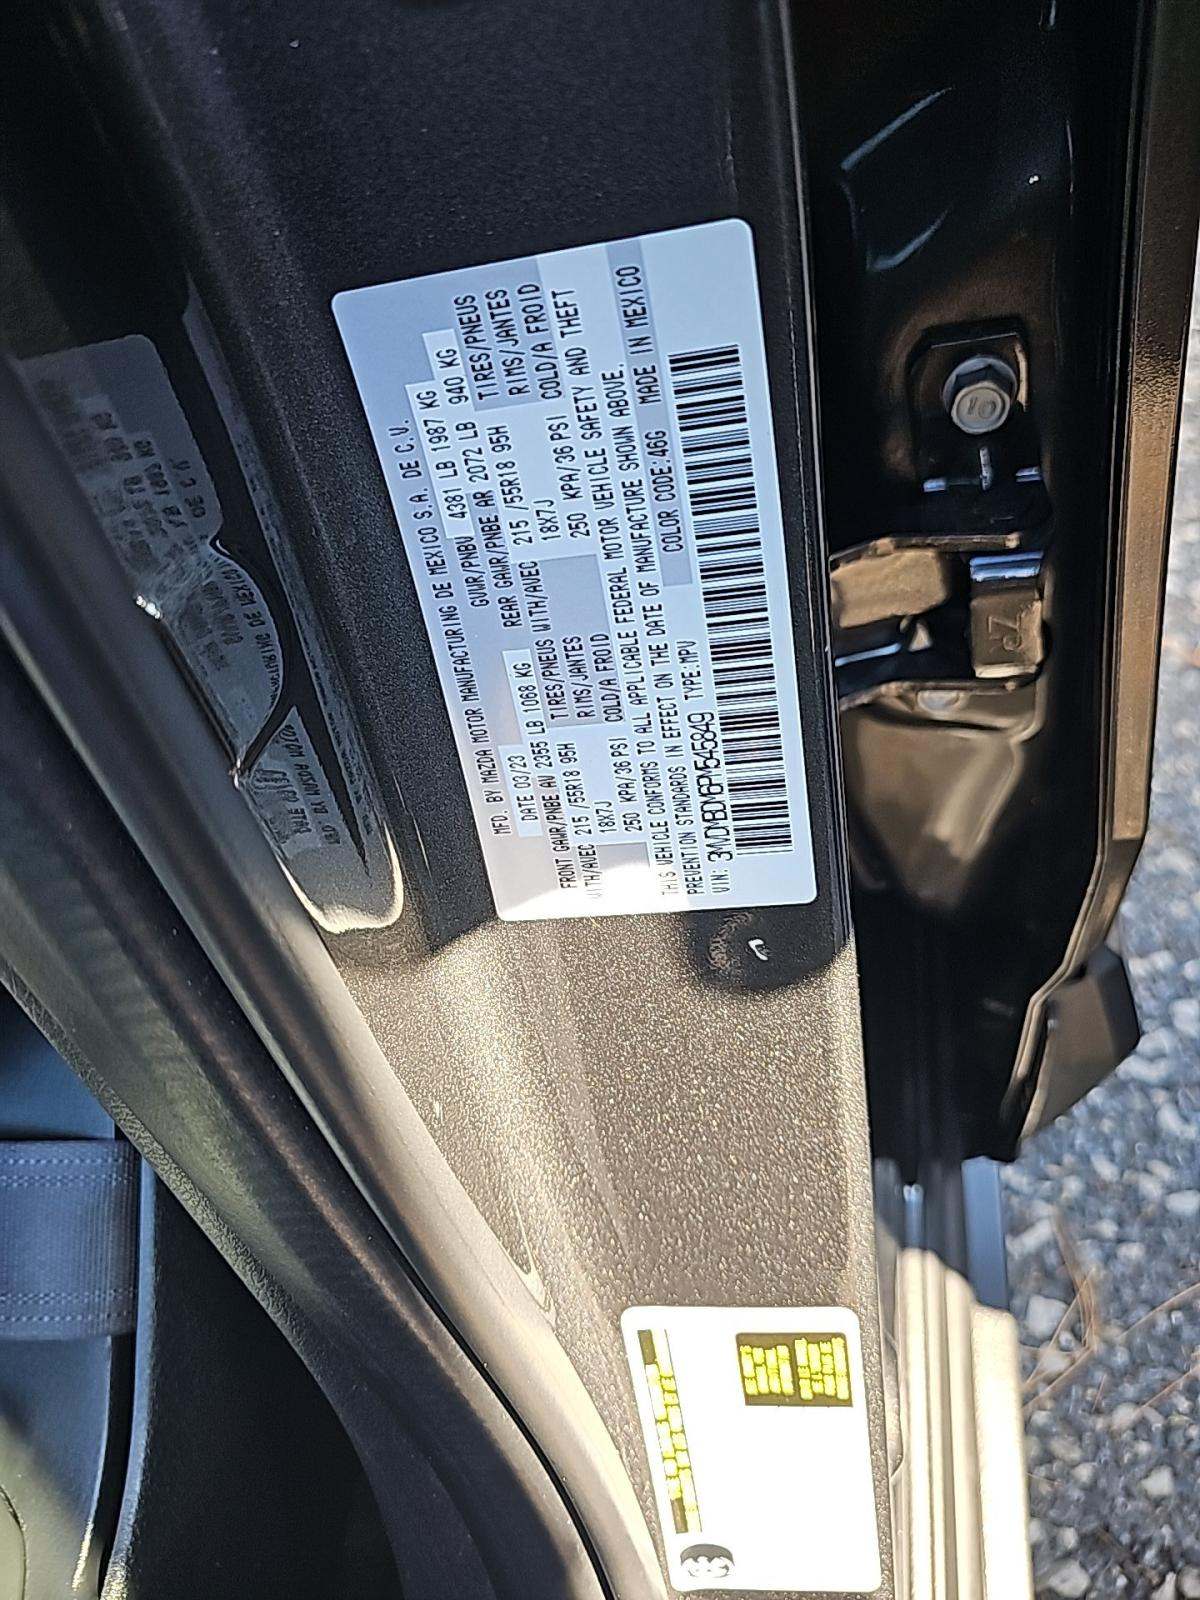 MFD. BY MAZDA MOTOR MANUFACTURING DE MEXICO S.A. DE C.V.
DATE 03/23 GVWR/PNBV 4381 LB 1987 KG
FRONT GAWR/PNBE AV 2355 LB 1068 KG REAR GAWR/PNBE AR 2072 LB 940 KG
WITH/AVEC 215 /55R18 95H TIRES/PNEUS WITH/AVEC 215 /55R18 95H TIRES/PNEUS
18X7J RIMS/JANTES 18X7J RIMS/JANTES
250 KPA/36 PSI COLD/A FROID 250 KPA/36 PSI COLD/A FROID
THIS VEHICLE CONFORMS TO ALL APPLICABLE FEDERAL MOTOR VEHICLE SAFETY AND THEFT
PREVENTION STANDARDS IN EFFECT ON THE DATE OF MANUFACTURE SHOWN ABOVE.
VIN: 3MVDMBDM6PM545849 TYPE:MPV COLOR CODE:46G MADE IN MEXICO
10